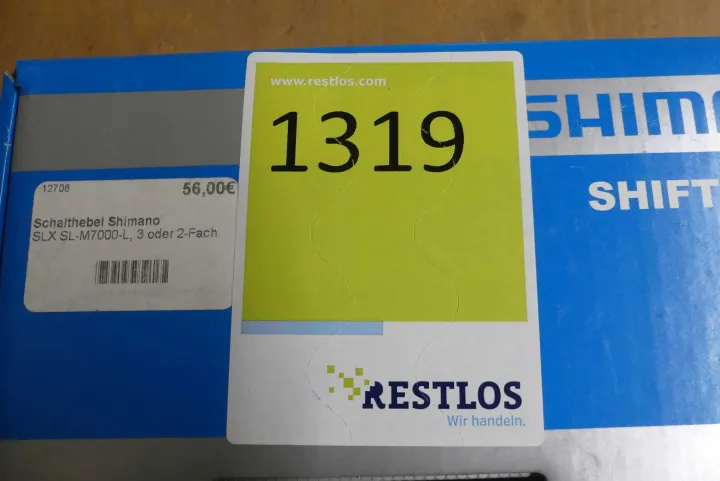 www.restlos.com
1319
SHIM
SHIFT
12706 56,00€
Schalthebel Shimano
SLX SL-M7000-L, 3 oder 2-Fach
RESTLOS
Wir handeln.